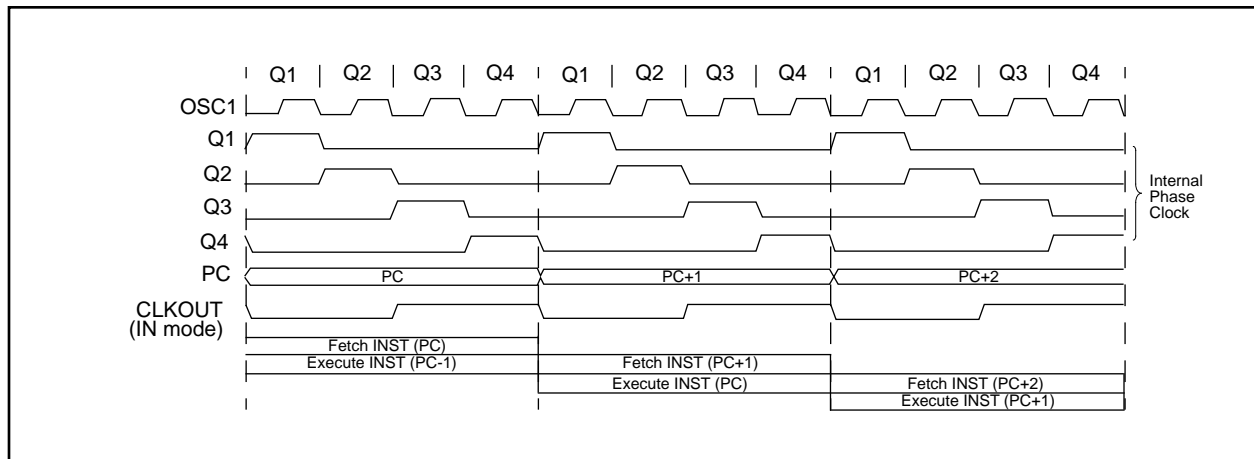 Q1 Q2 Q3 Q4 Q1 Q2 Q3 Q4 Q1 Q2 Q3 Q4
OSC1
Q1
Q2
Q3
Q4
Internal
Phase
Clock
PC PC PC+1 PC+2
CLKOUT
(IN mode)
Fetch INST (PC)
Execute INST (PC-1) Fetch INST (PC+1)
Execute INST (PC) Fetch INST (PC+2)
Execute INST (PC+1)